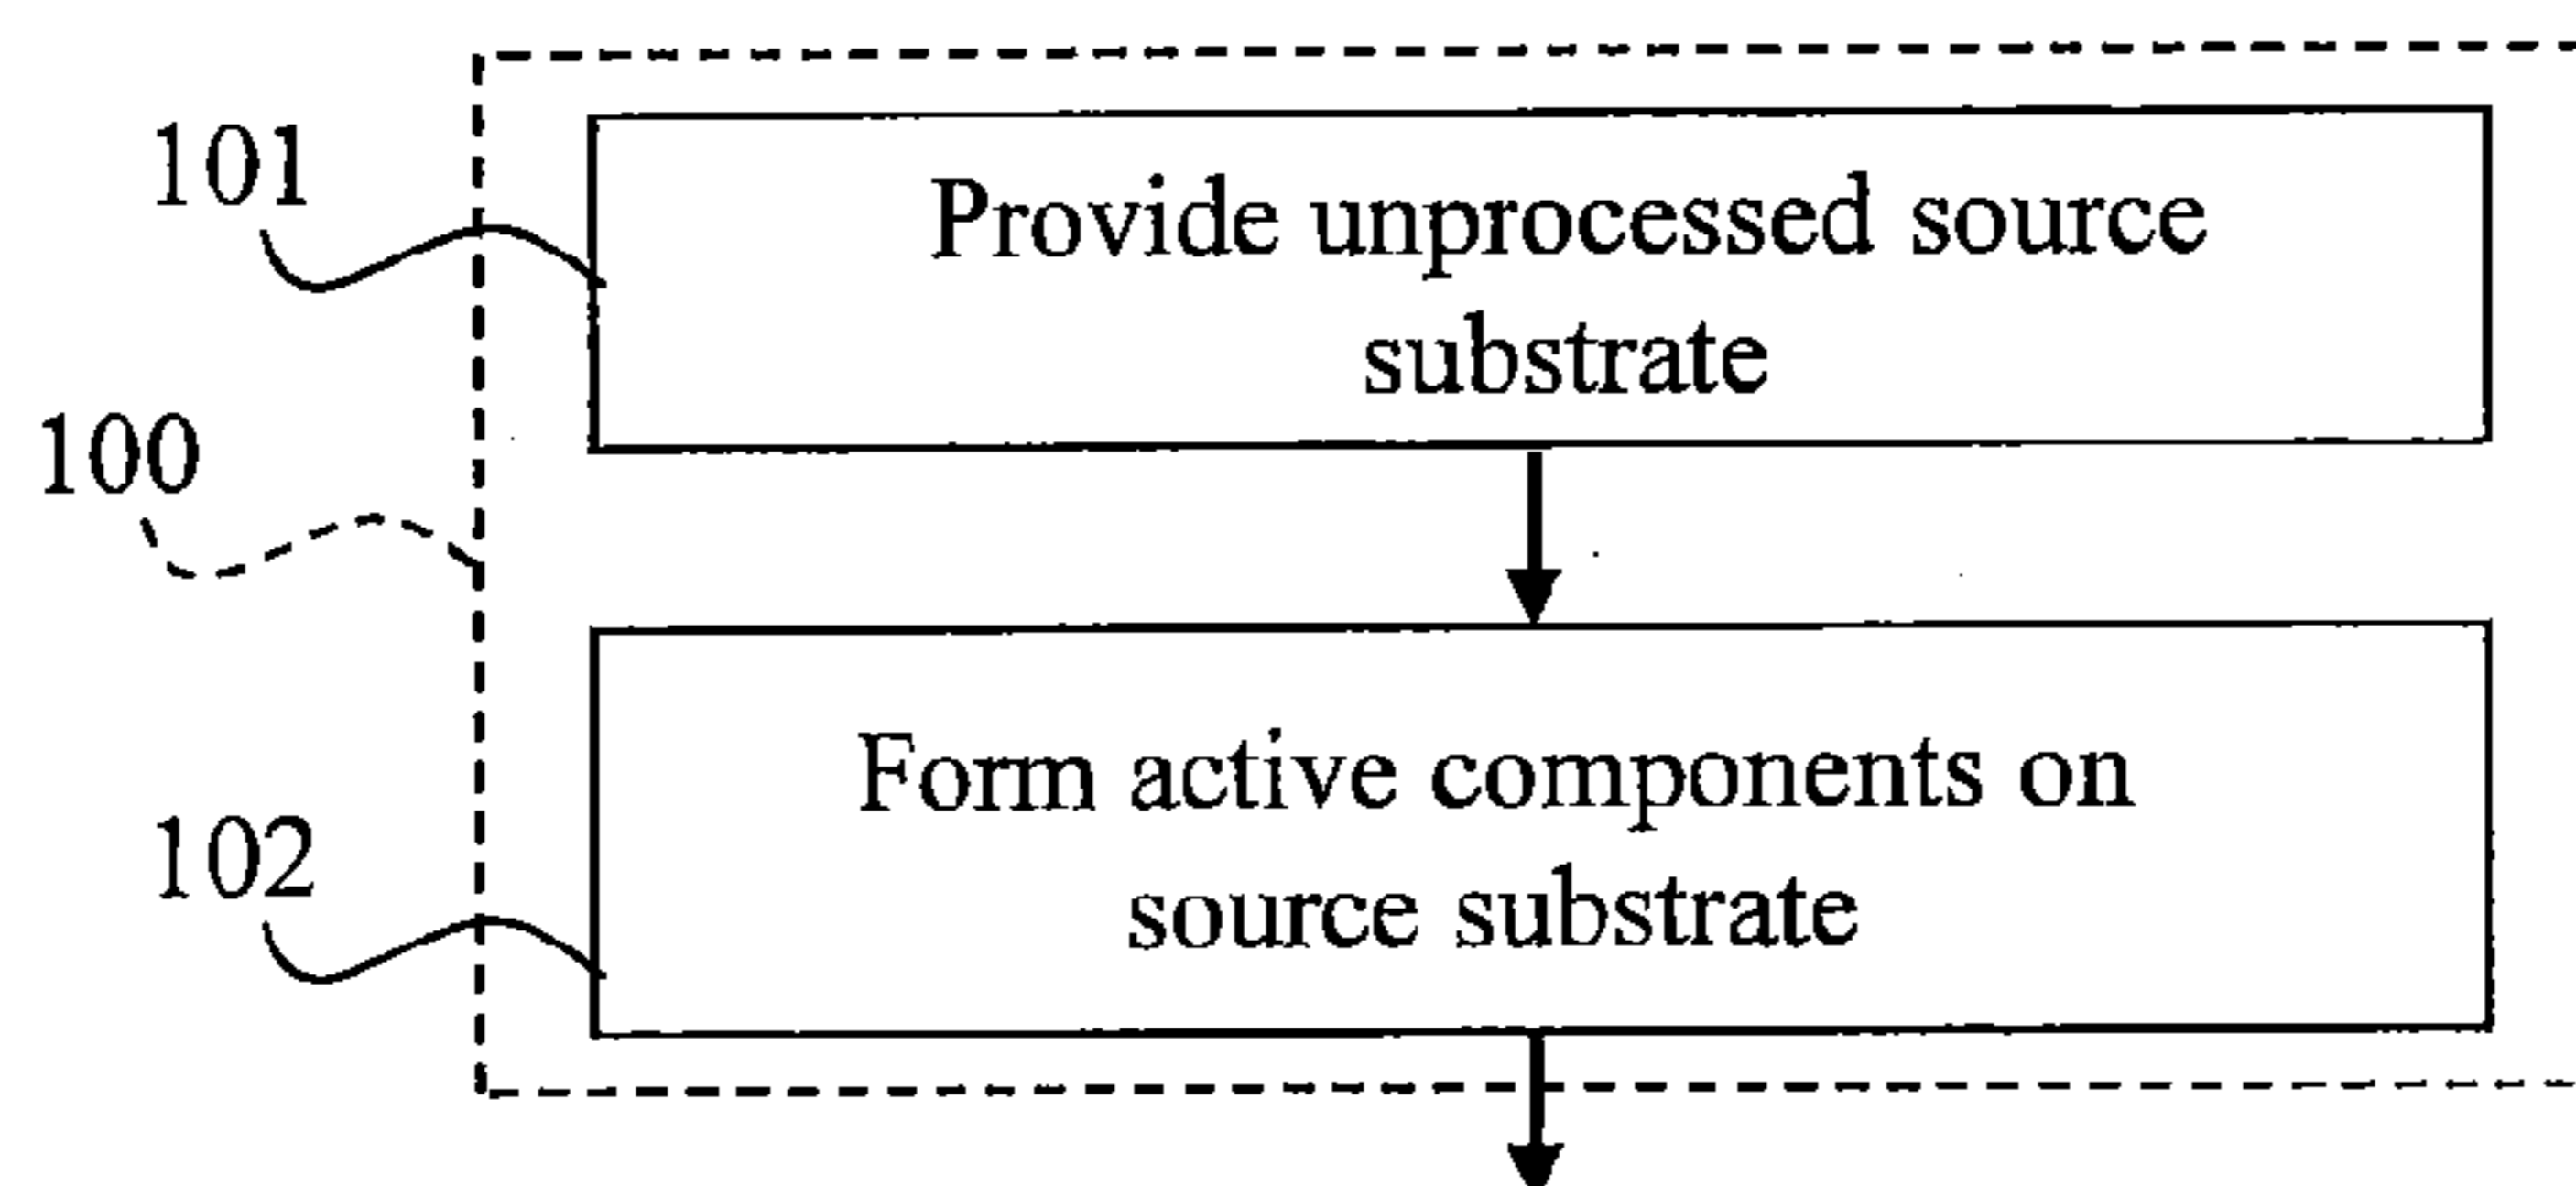 101
Provide unprocessed source
substrate
100
102
Form active components on
source substrate